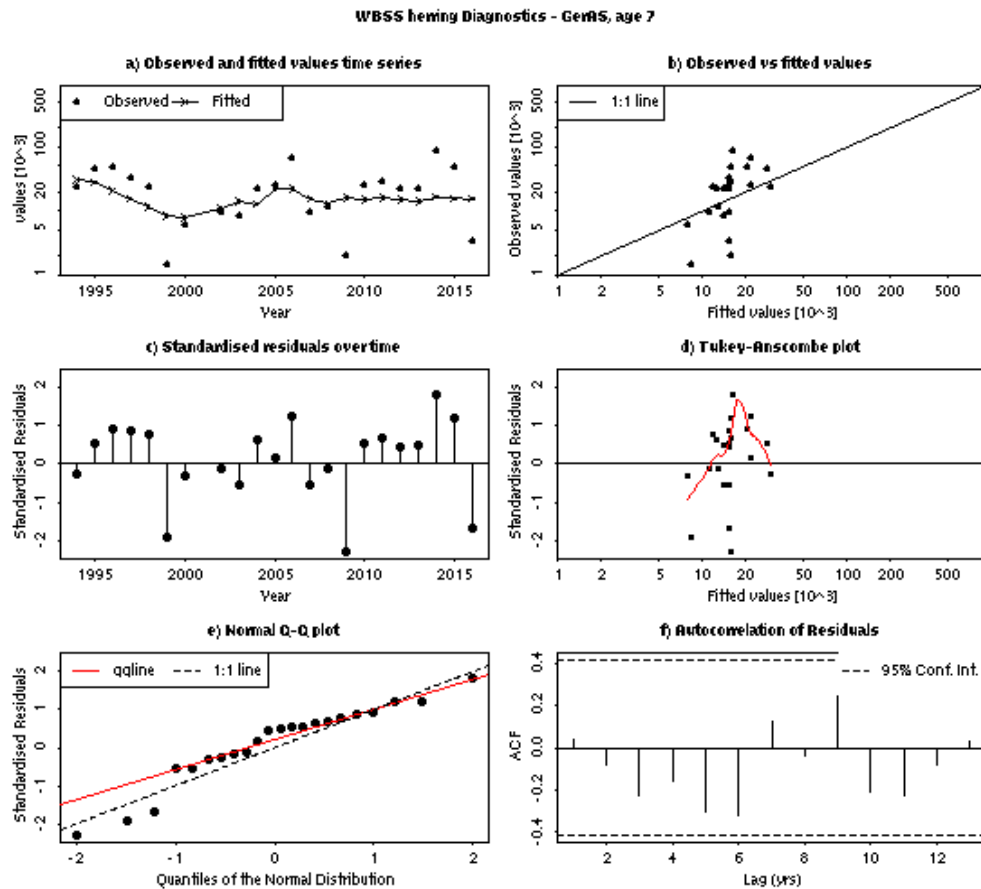 WBSS herring Diagnostics - GerAS, age 7
a) Observed and fitted values time series
values [10^3]
500
100
20
5
1
Observed Fitted
1995 2000 2005 2010 2015
Year
b) Observed vs fitted values
Observed values [10^3]
500
100
20
5
1
1:1 line
1 2 5 10 20 50 100 200 500
Fitted values [10^3]
c) Standardised residuals over time
Standardised Residuals
2
1
0
-1
-2
1995 2000 2005 2010 2015
Year
d) Tukey-Anscombe plot
Standardised Residuals
2
1
0
-1
-2
1 2 5 10 20 50 100 200 500
Fitted values [10^3]
e) Normal Q-Q plot
Standardised Residuals
2
1
0
-1
-2
qqline 1:1 line
-2 -1 0 1 2
Quantiles of the Normal Distribution
f) Autocorrelation of Residuals
ACF
0.4
0.2
0.0
-0.2
-0.4
95% Conf. Int.
2 4 6 8 10 12
Lag (yrs)